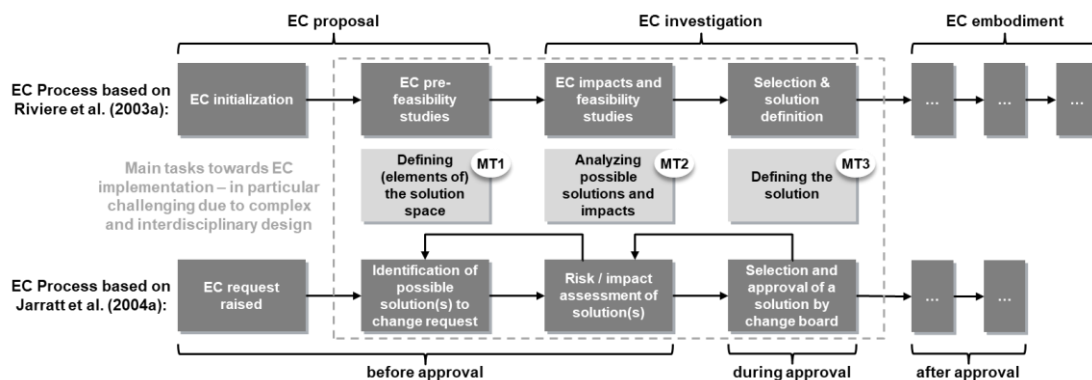 EC proposal
EC investigation
EC embodiment
EC Process based on
Riviere et al. (2003a):
EC initialization
EC pre-
feasibility
studies
EC impacts and
feasibility
studies
Selection &
solution
definition
...
...
...
Main tasks towards EC
implementation – in particular
challenging due to complex
and interdisciplinary design
Defining
(elements of)
the solution
space
MT1
Analyzing
possible
solutions and
impacts
MT2
Defining the
solution
MT3
EC Process based on
Jarratt et al. (2004a):
EC request
raised
Identification of
possible
solution(s) to
change request
Risk / impact
assessment of
solution(s)
Selection and
approval of a
solution by
change board
...
...
before approval
during approval
after approval